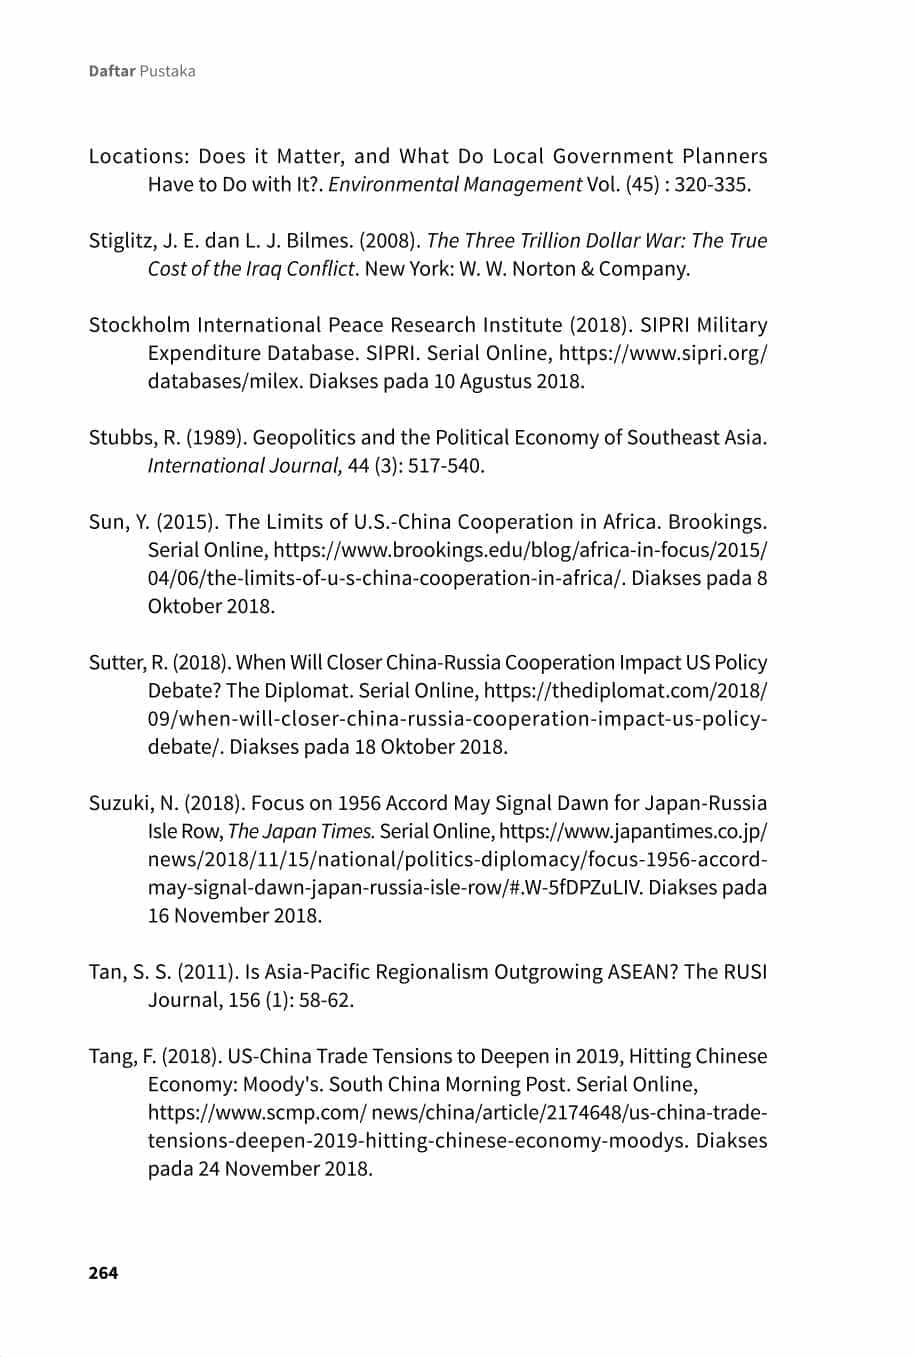 Daftar Pustaka
Locations: Does it Matter, and What Do Local Government Planners
Have to Do with It?. Environmental Management Vol. (45) : 320-335.
Stiglitz, J. E. dan L. J. Bilmes. (2008). The Three Trillion Dollar War: The True
Cost of the Iraq Conflict. New York: W. W. Norton & Company.
Stockholm International Peace Research Institute (2018). SIPRI Military
Expenditure Database. SIPRI. Serial Online, https://www.sipri.org/
databases/milex. Diakses pada 10 Agustus 2018.
Stubbs, R. (1989). Geopolitics and the Political Economy of Southeast Asia.
International Journal, 44 (3): 517-540.
Sun, Y. (2015). The Limits of U.S.-China Cooperation in Africa. Brookings.
Serial Online, https://www.brookings.edu/blog/africa-in-focus/2015/
04/06/the-limits-of-u-s-china-cooperation-in-africa/. Diakses pada 8
Oktober 2018.
Sutter, R. (2018). When Will Closer China-Russia Cooperation Impact US Policy
Debate? The Diplomat. Serial Online, https://thediplomat.com/2018/
09/when-will-closer-china-russia-cooperation-impact-us-policy-
debate/. Diakses pada 18 Oktober 2018.
Suzuki, N. (2018). Focus on 1956 Accord May Signal Dawn for Japan-Russia
Isle Row, The Japan Times. Serial Online, https://www.japantimes.co.jp/
news/2018/11/15/national/politics-diplomacy/focus-1956-accord-
may-signal-dawn-japan-russia-isle-row/#.W-5fDPZuLIV. Diakses pada
16 November 2018.
Tan, S. S. (2011). Is Asia-Pacific Regionalism Outgrowing ASEAN? The RUSI
Journal, 156 (1): 58-62.
Tang, F. (2018). US-China Trade Tensions to Deepen in 2019, Hitting Chinese
Economy: Moody's. South China Morning Post. Serial Online,
https://www.scmp.com/ news/china/article/2174648/us-china-trade-
tensions-deepen-2019-hitting-chinese-economy-moodys. Diakses
pada 24 November 2018.
264